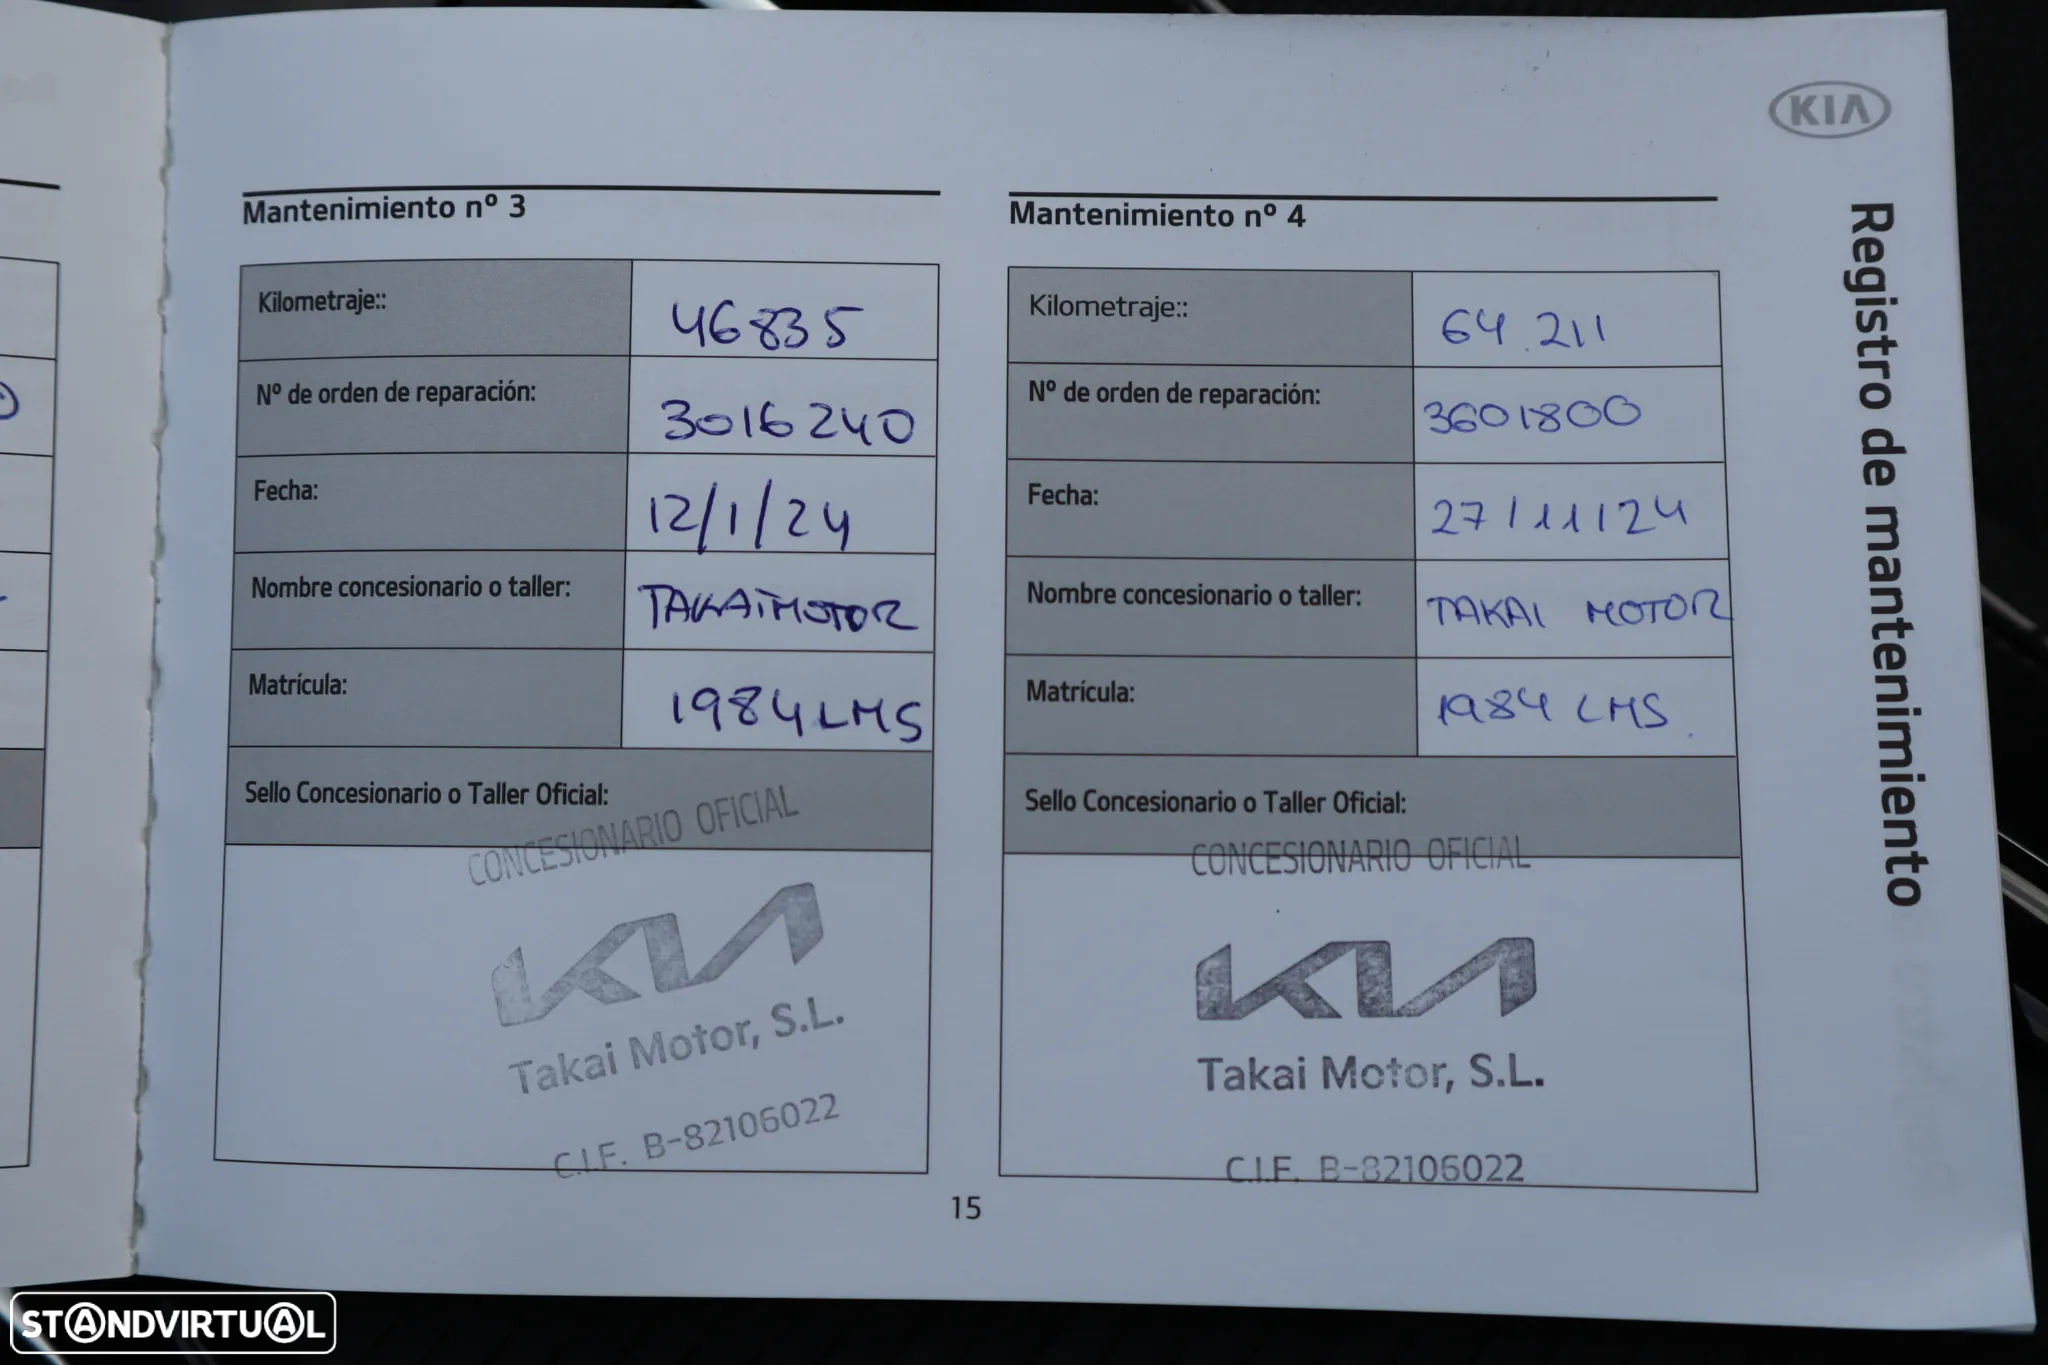 KIA
Registro de mantenimiento
Mantenimiento nº 3
Kilometraje:: 46835
Nº de orden de reparación: 3016240
Fecha: 12/1/24
Nombre concesionario o taller: TAKAIMOTOR
Matrícula: 1984LMS
Sello Concesionario o Taller Oficial:
CONCESIONARIO OFICIAL
KIA
Takai Motor, S.L.
C.I.F. B-82106022
Mantenimiento nº 4
Kilometraje:: 64.211
Nº de orden de reparación: 3601800
Fecha: 27/11/24
Nombre concesionario o taller: TAKAI MOTOR
Matrícula: 1984 LMS.
Sello Concesionario o Taller Oficial:
CONCESIONARIO OFICIAL
KIA
Takai Motor, S.L.
C.I.F. B-82106022
15
STANDVIRTUAL